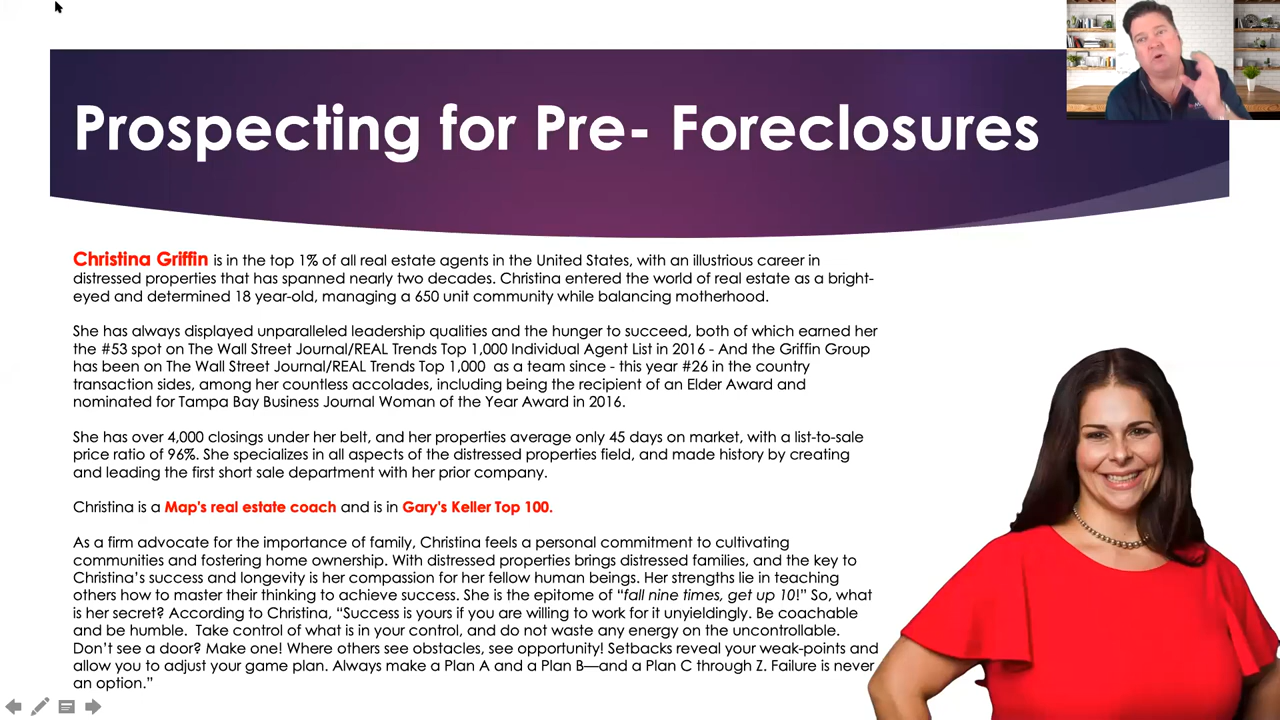 Prospecting for Pre- Foreclosures
Christina Griffin is in the top 1% of all real estate agents in the United States, with an illustrious career in
distressed properties that has spanned nearly two decades. Christina entered the world of real estate as a bright-
eyed and determined 18 year-old, managing a 650 unit community while balancing motherhood.
She has always displayed unparalleled leadership qualities and the hunger to succeed, both of which earned her
the #53 spot on The Wall Street Journal/REAL Trends Top 1,000 Individual Agent List in 2016 - And the Griffin Group
has been on The Wall Street Journal/REAL Trends Top 1,000 as a team since - this year #26 in the country
transaction sides, among her countless accolades, including being the recipient of an Elder Award and
nominated for Tampa Bay Business Journal Woman of the Year Award in 2016.
She has over 4,000 closings under her belt, and her properties average only 45 days on market, with a list-to-sale
price ratio of 96%. She specializes in all aspects of the distressed properties field, and made history by creating
and leading the first short sale department with her prior company.
Christina is a Map's real estate coach and is in Gary's Keller Top 100.
As a firm advocate for the importance of family, Christina feels a personal commitment to cultivating
communities and fostering home ownership. With distressed properties brings distressed families, and the key to
Christina's success and longevity is her compassion for her fellow human beings. Her strengths lie in teaching
others how to master their thinking to achieve success. She is the epitome of “fall nine times, get up 10!” So, what
is her secret? According to Christina, “Success is yours if you are willing to work for it unyieldingly. Be coachable
and be humble. Take control of what is in your control, and do not waste any energy on the uncontrollable.
Don't see a door? Make one! Where others see obstacles, see opportunity! Setbacks reveal your weak-points and
allow you to adjust your game plan. Always make a Plan A and a Plan B—and a Plan C through Z. Failure is never
an option.”